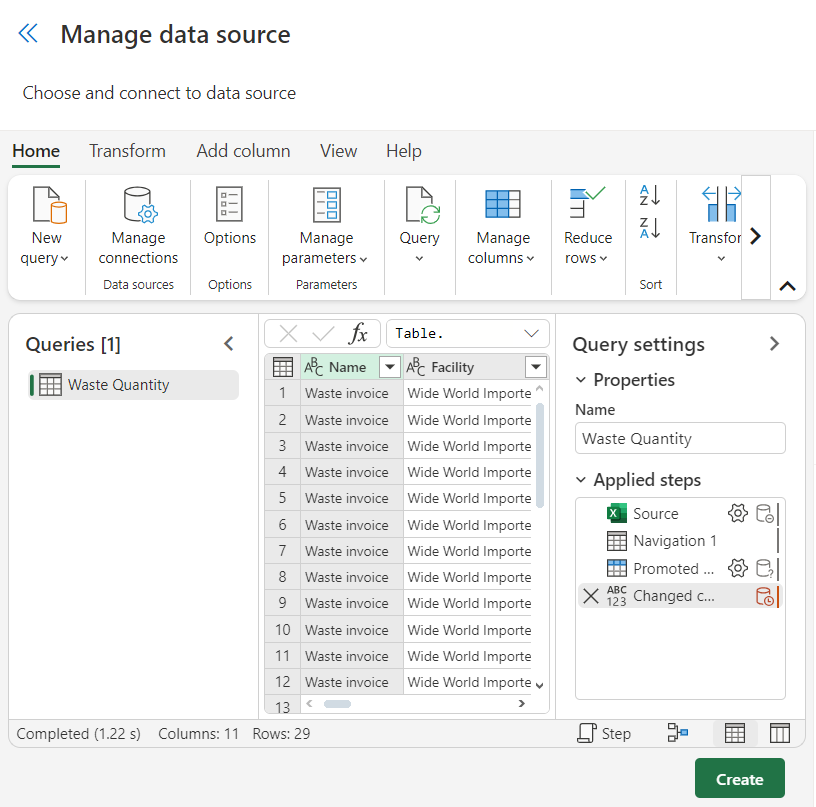 Manage data source
Choose and connect to data source
Home Transform Add column View Help
New query
Manage connections
Data sources
Options
Options
Manage parameters
Parameters
Query
Manage columns
Reduce rows
A Z
Z A
Sort
Transfor
Queries [1]
Waste Quantity
fx Table.
ABC Name ABC Facility
1 Waste invoice Wide World Importe
2 Waste invoice Wide World Importe
3 Waste invoice Wide World Importe
4 Waste invoice Wide World Importe
5 Waste invoice Wide World Importe
6 Waste invoice Wide World Importe
7 Waste invoice Wide World Importe
8 Waste invoice Wide World Importe
9 Waste invoice Wide World Importe
10 Waste invoice Wide World Importe
11 Waste invoice Wide World Importe
12 Waste invoice Wide World Importe
13
Query settings
Properties
Name
Waste Quantity
Applied steps
X Source
Navigation 1
Promoted ...
ABC 123 Changed c...
Completed (1.22 s) Columns: 11 Rows: 29 Step
Create